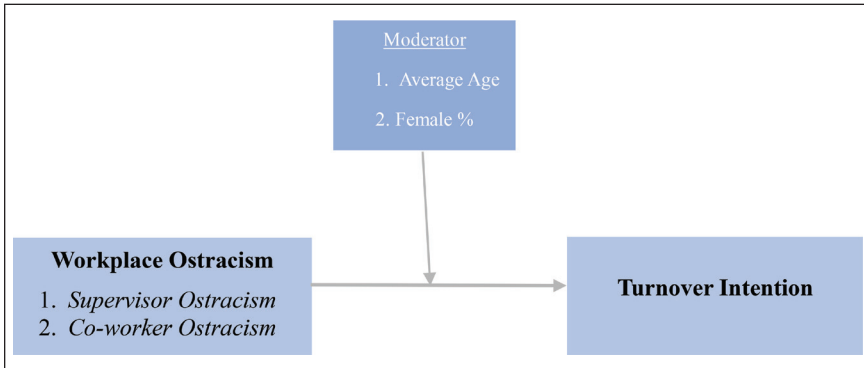 Moderator
1. Average Age
2. Female %
Workplace Ostracism
1. Supervisor Ostracism
2. Co-worker Ostracism
Turnover Intention